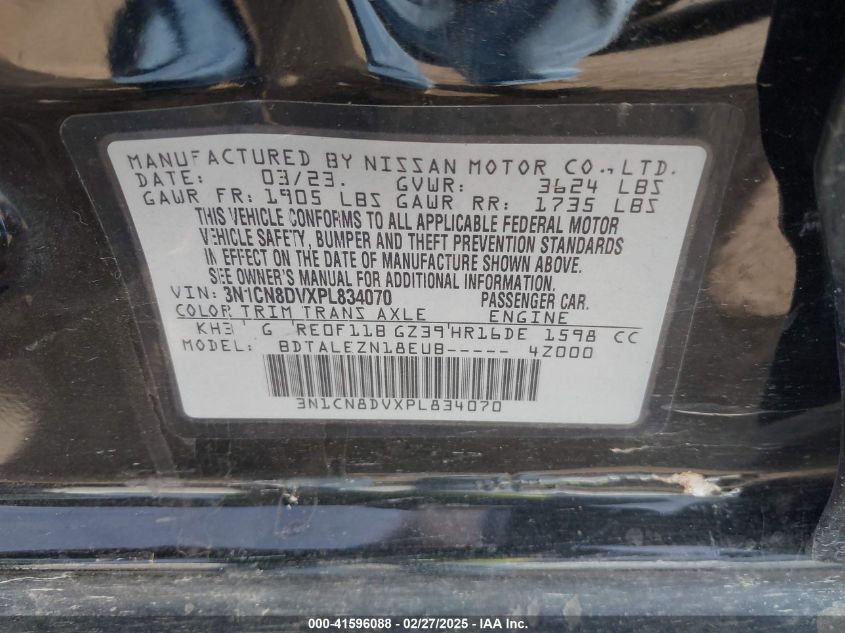 MANUFACTURED BY NISSAN MOTOR CO., LTD.
DATE: 03/23. GVWR: 3624 LBS
GAWR FR: 1905 LBS GAWR RR: 1735 LBS
THIS VEHICLE CONFORMS TO ALL APPLICABLE FEDERAL MOTOR
VEHICLE SAFETY, BUMPER AND THEFT PREVENTION STANDARDS
IN EFFECT ON THE DATE OF MANUFACTURE SHOWN ABOVE.
SEE OWNER'S MANUAL FOR ADDITIONAL INFORMATION.
VIN: 3N1CN8DVXPL834070 PASSENGER CAR.
COLOR TRIM TRANS AXLE ENGINE
KH3 G RE0F11B GZ39 HR16DE 1598 CC
MODEL: BDTALEZN18EUB----- 4Z000
3N1CN8DVXPL834070
000-41596088 - 02/27/2025 - IAA Inc.